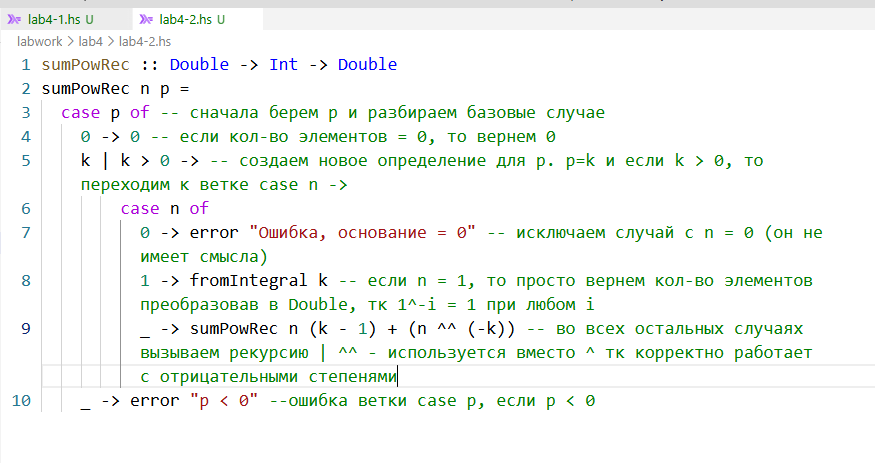 lab4-1.hs U lab4-2.hs U
labwork > lab4 > lab4-2.hs
1 sumPowRec :: Double -> Int -> Double
2 sumPowRec n p =
3 case p of -- сначала берем p и разбираем базовые случае
4 0 -> 0 -- если кол-во элементов = 0, то вернем 0
5 k | k > 0 -> -- создаем новое определение для p. p=k и если k > 0, то
переходим к ветке case n ->
6 case n of
7 0 -> error "Ошибка, основание = 0" -- исключаем случай с n = 0 (он не
имеет смысла)
8 1 -> fromIntegral k -- если n = 1, то просто вернем кол-во элементов
преобразовав в Double, тк 1^-i = 1 при любом i
9 _ -> sumPowRec n (k - 1) + (n ^^ (-k)) -- во всех остальных случаях
вызываем рекурсию | ^^ - используется вместо ^ тк корректно работает
с отрицательными степенями
10 _ -> error "p < 0" --ошибка ветки case p, если p < 0